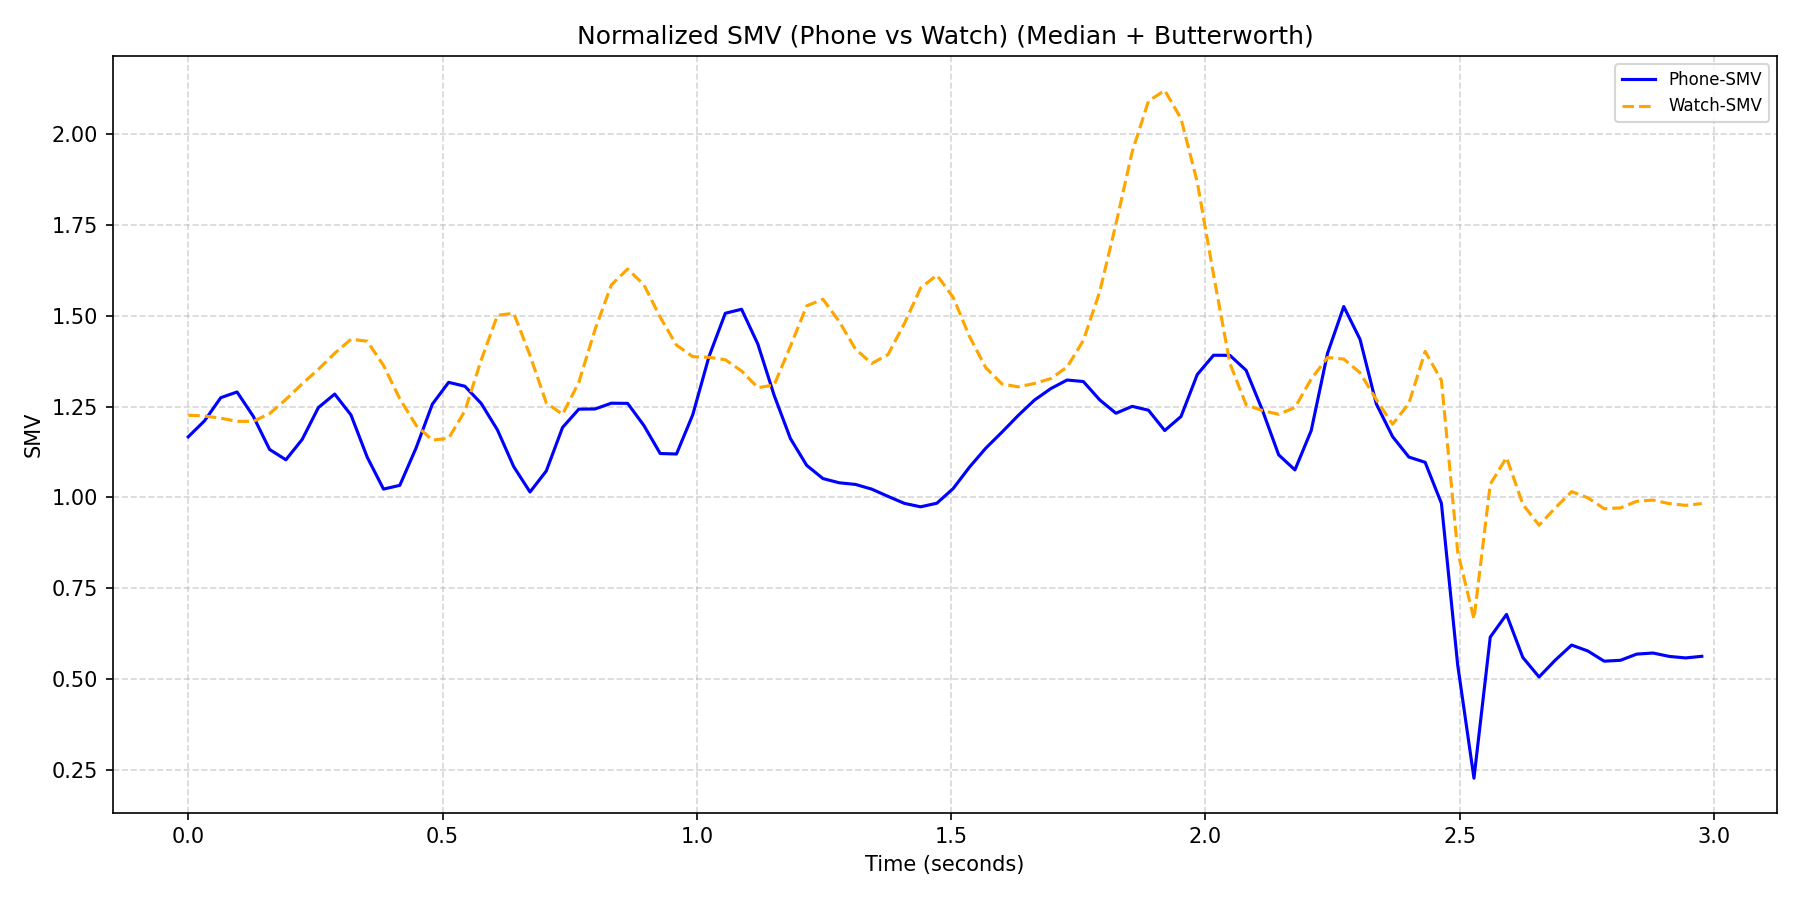 Normalized SMV (Phone vs Watch) (Median + Butterworth)
Phone-SMV
Watch-SMV
2.00
1.75
1.50
1.25
1.00
0.75
0.50
0.25
SMV
0.0 0.5 1.0 1.5 2.0 2.5 3.0
Time (seconds)